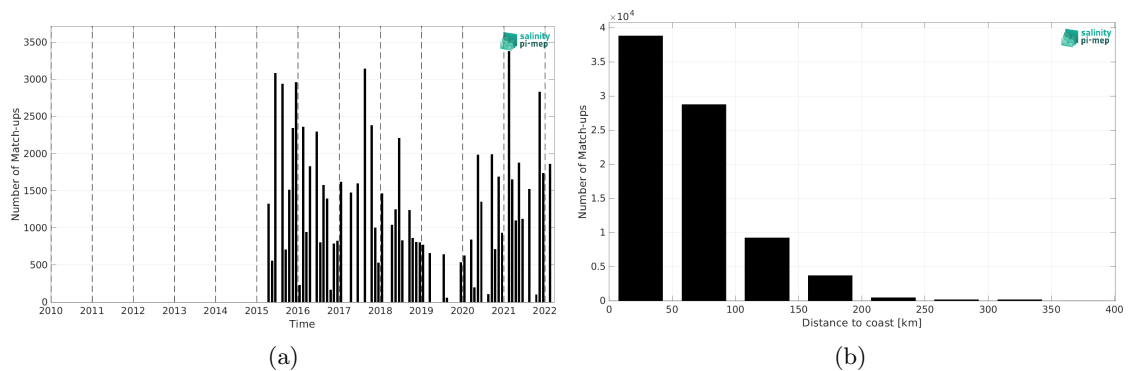 3500
3000
2500
2000
1500
1000
500
0
Number of Match-ups
2010 2011 2012 2013 2014 2015 2016 2017 2018 2019 2020 2021 2022
Time
salinity
pi-mep
(a)
×10⁴
4
3.5
3
2.5
2
1.5
1
0.5
0
Number of Match-ups
0 50 100 150 200 250 300 350 400
Distance to coast [km]
salinity
pi-mep
(b)